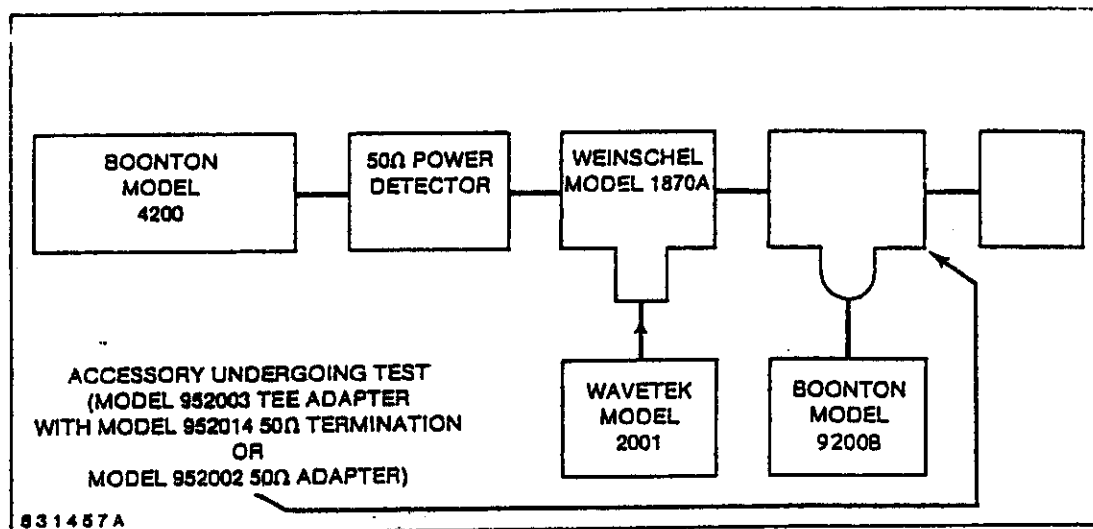 BOONTON
MODEL
4200
50Ω POWER
DETECTOR
WEINSCHEL
MODEL 1870A
WAVETEK
MODEL
2001
BOONTON
MODEL
9200B
ACCESSORY UNDERGOING TEST
(MODEL 952003 TEE ADAPTER
WITH MODEL 952014 50Ω TERMINATION
OR
MODEL 952002 50Ω ADAPTER)
831457A